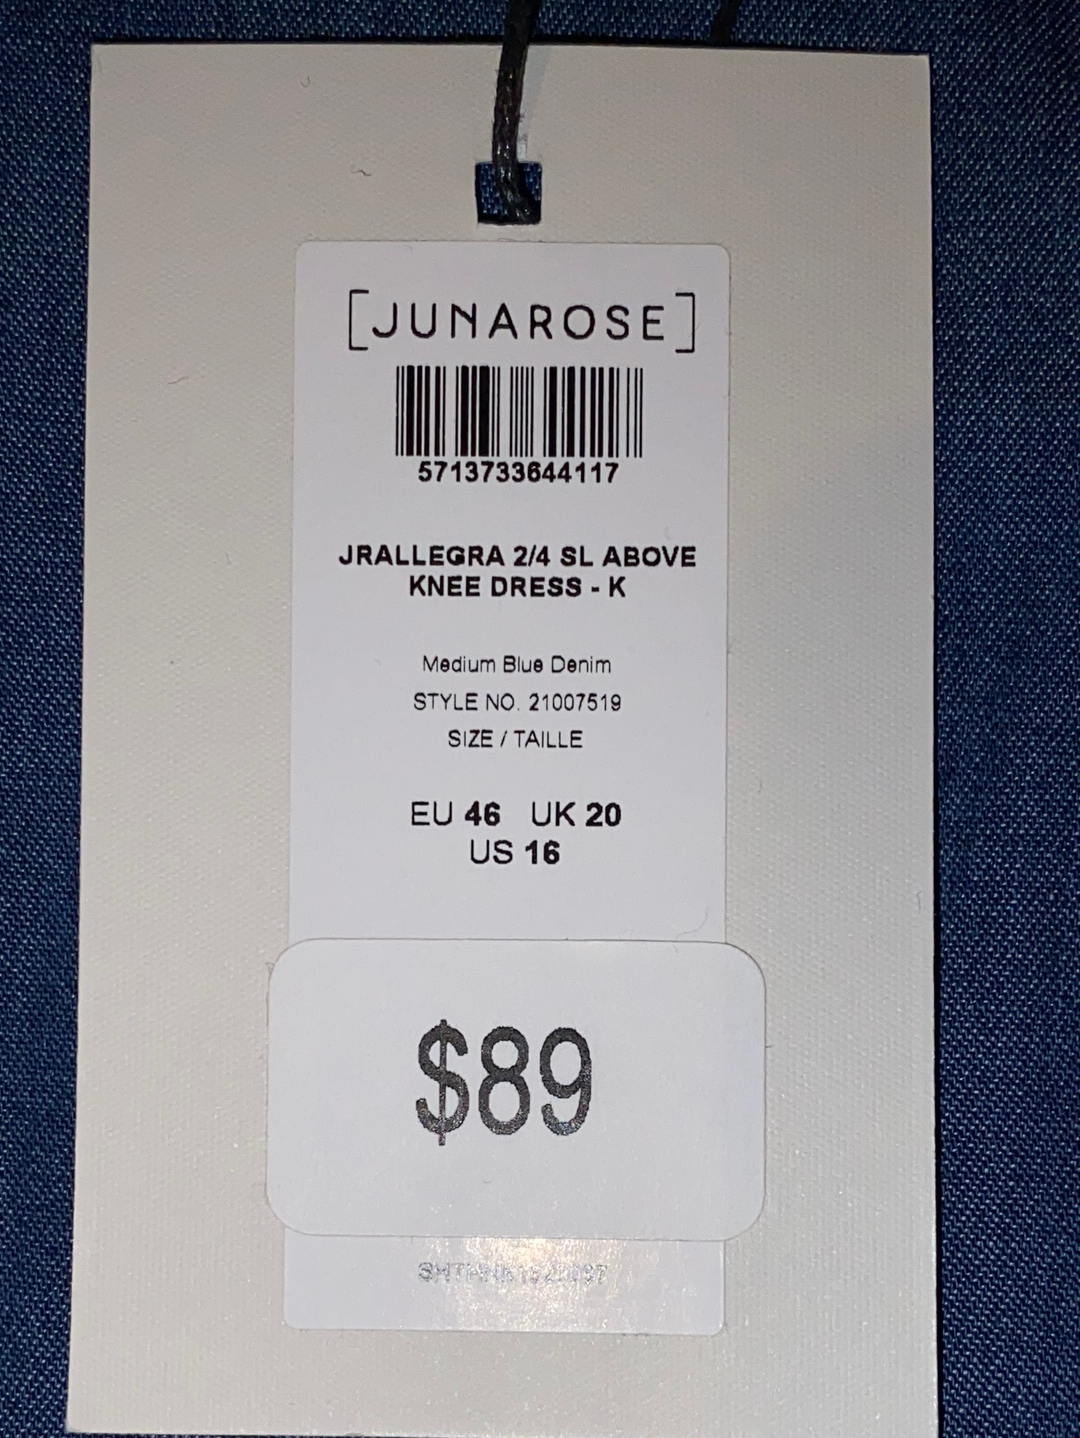 [JUNAROSE]
5713733644117
JRALLEGRA 2/4 SL ABOVE
KNEE DRESS - K
Medium Blue Denim
STYLE NO. 21007519
SIZE / TAILLE
EU 46 UK 20
US 16
$89